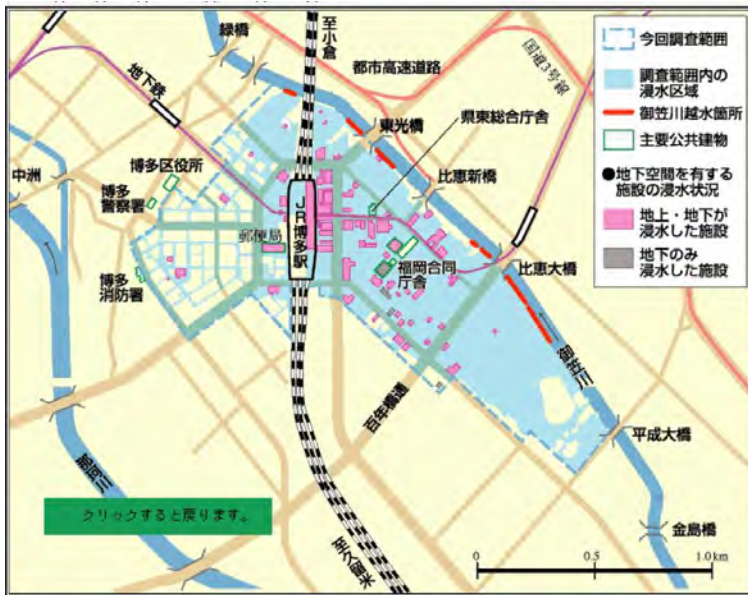 緑橋
至小倉
都市高速道路
国道3号線
地下鉄
東光橋
県東総合庁舎
博多区役所
中洲
博多
警察署
比恵新橋
JR博多駅
郵便局
福岡合同
庁舎
比恵大橋
博多
消防署
御笠川
百年橋通
平成大橋
那珂川
クリックすると戻ります。
至久留米
金島橋
0
0.5
1.0km
今回調査範囲
調査範囲内の
浸水区域
御笠川越水箇所
主要公共建物
●地下空間を有する
施設の浸水状況
地上・地下が
浸水した施設
地下のみ
浸水した施設